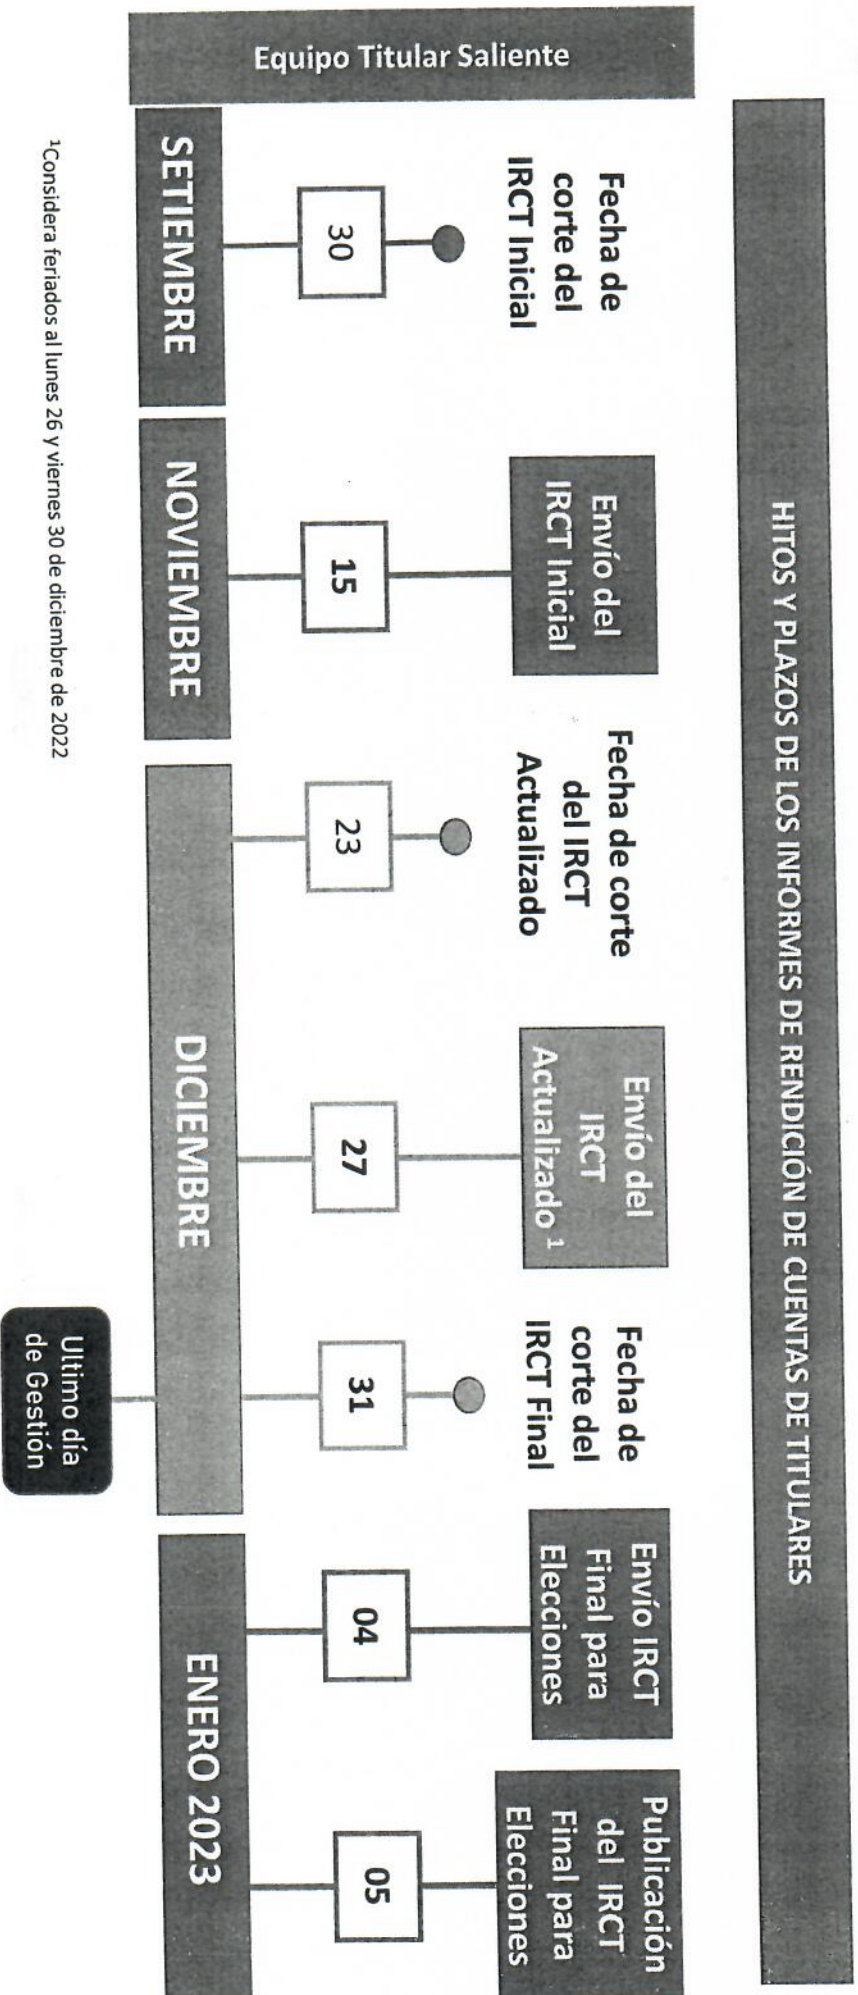 HITOS Y PLAZOS DE LOS INFORMES DE RENDICIÓN DE CUENTAS DE TITULARES
Equipo Titular Saliente
Fecha de
corte del
IRCT Inicial
30
SETIEMBRE
Envío del
IRCT Inicial
15
NOVIEMBRE
Fecha de corte
del IRCT
Actualizado
23
Envío del
IRCT
Actualizado ¹
27
Fecha de
corte del
IRCT Final
31
DICIEMBRE
Ultimo día
de Gestión
Envío IRCT
Final para
Elecciones
04
Publicación
del IRCT
Final para
Elecciones
05
ENERO 2023
¹Considera feriados al lunes 26 y viernes 30 de diciembre de 2022